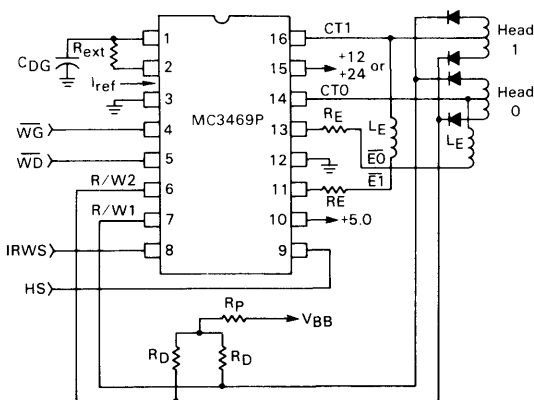 CDG
Rext
Iref
WG
WD
R/W2
R/W1
IRWS
HS
1
2
3
4
5
6
7
8
MC3469P
16
15
14
13
12
11
10
9
CT1
+12
or
+24
CT0
RE
E0
E1
RE
+5.0
LE
LE
Head
1
Head
0
RP
VBB
RD
RD